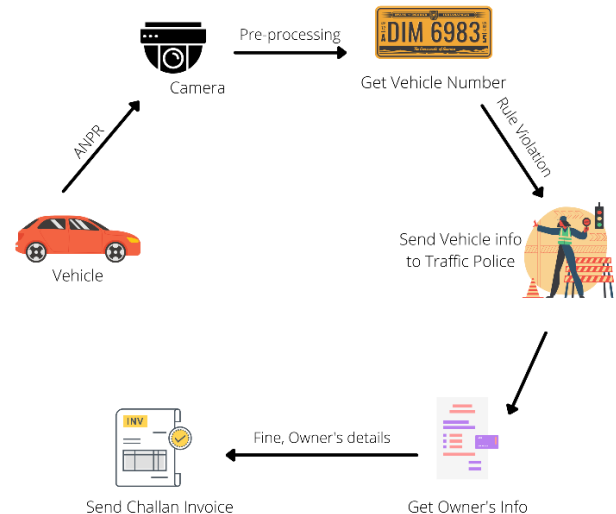 Pre-processing
DIM 6983
Camera
Get Vehicle Number
ANPR
Rule Violation
Vehicle
Send Vehicle info
to Traffic Police
INV
Fine, Owner's details
Send Challan Invoice
Get Owner's Info